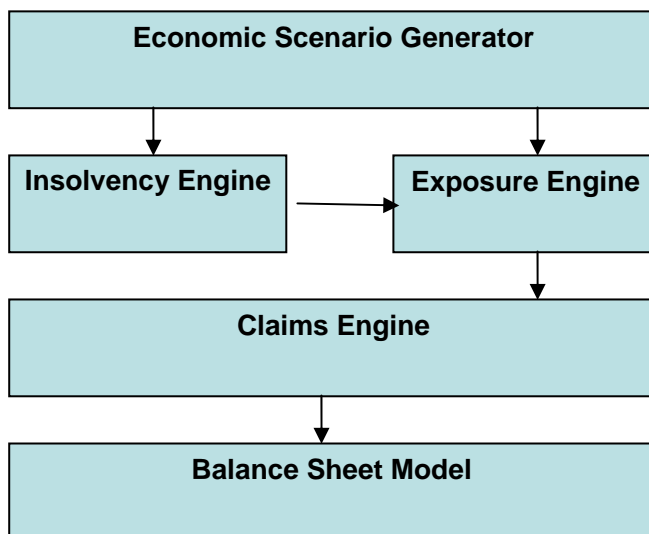 Economic Scenario Generator
Insolvency Engine
Exposure Engine
Claims Engine
Balance Sheet Model